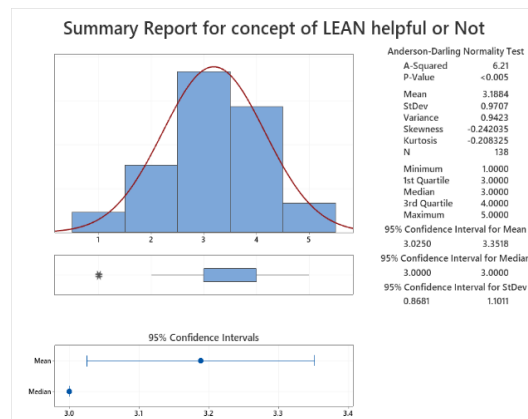 Summary Report for concept of LEAN helpful or Not
Anderson-Darling Normality Test
A-Squared 6.21
P-Value <0.005
Mean 3.1884
StDev 0.9707
Variance 0.9423
Skewness -0.242035
Kurtosis -0.208325
N 138
Minimum 1.0000
1st Quartile 3.0000
Median 3.0000
3rd Quartile 4.0000
Maximum 5.0000
95% Confidence Interval for Mean
3.0250 3.3518
95% Confidence Interval for Median
3.0000 3.0000
95% Confidence Interval for StDev
0.8681 1.1011
1 2 3 4 5
95% Confidence Intervals
Mean
Median
3.0 3.1 3.2 3.3 3.4